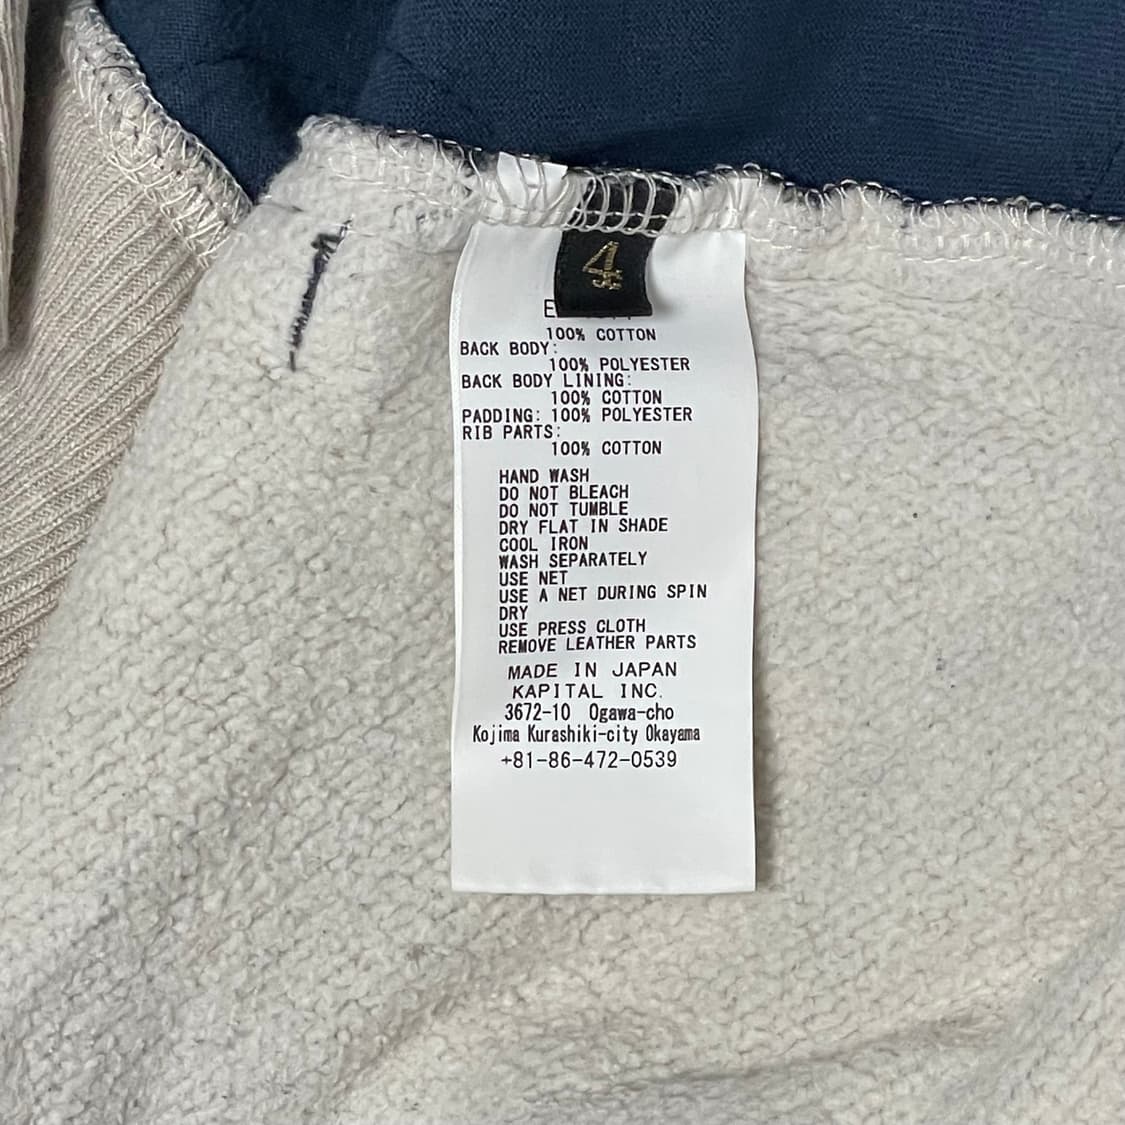 4
100% COTTON
BACK BODY:
100% POLYESTER
BACK BODY LINING:
100% COTTON
PADDING: 100% POLYESTER
RIB PARTS:
100% COTTON
HAND WASH
DO NOT BLEACH
DO NOT TUMBLE
DRY FLAT IN SHADE
COOL IRON
WASH SEPARATELY
USE NET
USE A NET DURING SPIN
DRY
USE PRESS CLOTH
REMOVE LEATHER PARTS
MADE IN JAPAN
KAPITAL INC.
3672-10 Ogawa-cho
Kojima Kurashiki-city Okayama
+81-86-472-0539